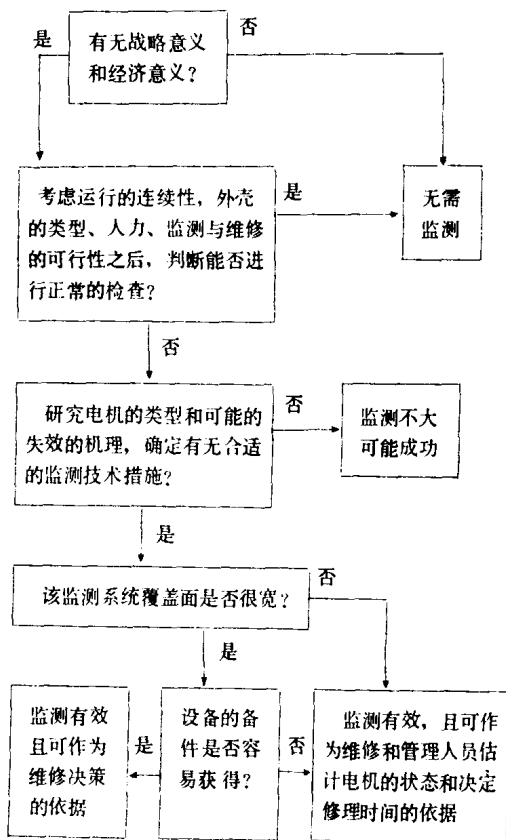 是
有无战略意义
和经济意义?
否
考虑运行的连续性，外壳
的类型、人力、监测与维修
的可行性之后，判断能否进
行正常的检查?
是
无需
监测
否
研究电机的类型和可能的
失效的机理，确定有无合适
的监测技术措施?
否
监测不大
可能成功
是
该监测系统覆盖面是否很宽?
否
是
监测有效
且可作为
维修决策
的依据
是
设备的备
件是否容
易获得?
否
监测有效，且可作
为维修和管理人员估
计电机的状态和决定
修理时间的依据